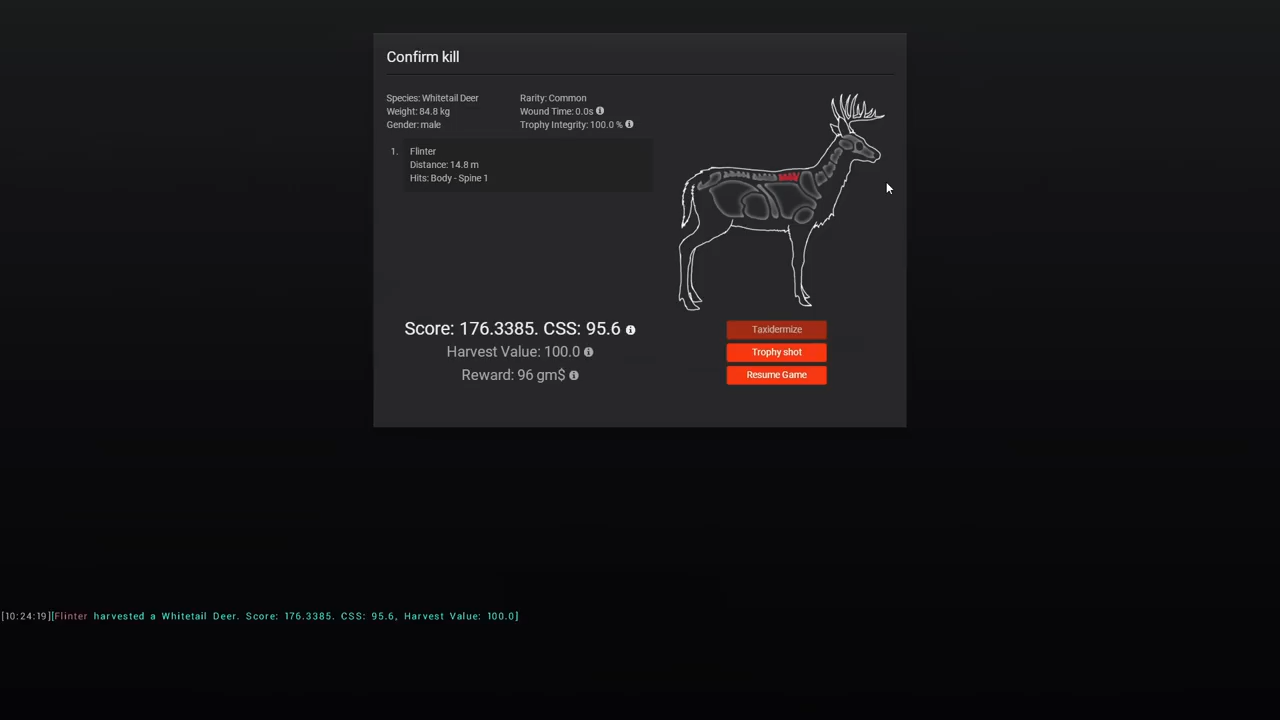 Confirm kill
Species: Whitetail Deer
Rarity: Common
Weight: 84.8 kg
Wound Time: 0.0s
Gender: male
Trophy Integrity: 100.0 %
1. Flinter
Distance: 14.8 m
Hits: Body - Spine 1
Score: 176.3385. CSS: 95.6
Harvest Value: 100.0
Reward: 96 gm$
Taxidermize
Trophy shot
Resume Game
[10:24:19][Flinter harvested a Whitetail Deer. Score: 176.3385. CSS: 95.6, Harvest Value: 100.0]